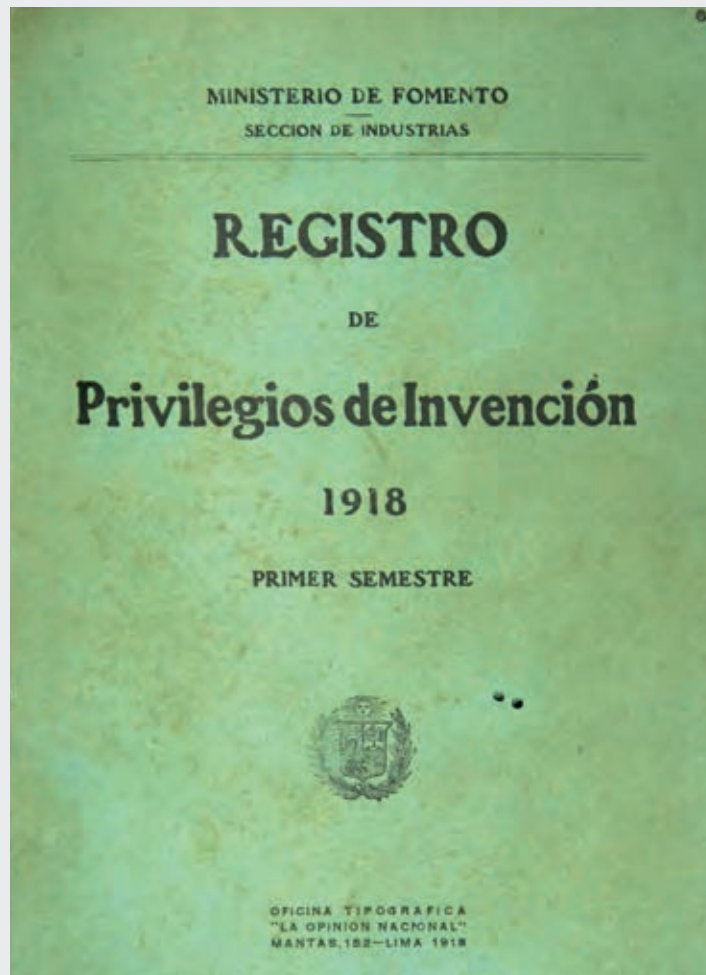 MINISTERIO DE FOMENTO
SECCION DE INDUSTRIAS
REGISTRO
DE
Privilegios de Invención
1918
PRIMER SEMESTRE
OFICINA TIPOGRAFICA
"LA OPINION NACIONAL"
MANTAS, 152—LIMA 1918